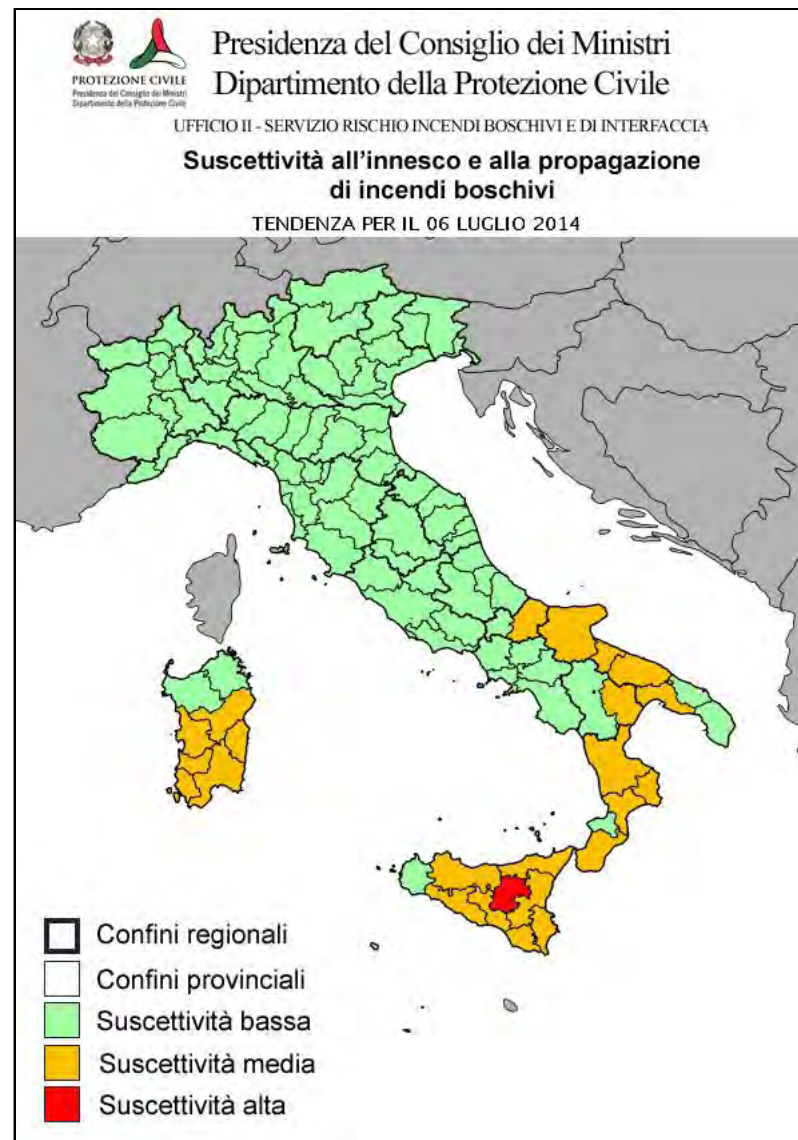 PROTEZIONE CIVILE
Presidenza del Consiglio dei Ministri
Dipartimento della Protezione Civile
Presidenza del Consiglio dei Ministri
Dipartimento della Protezione Civile
UFFICIO II - SERVIZIO RISCHIO INCENDI BOSCHIVI E DI INTERFACCIA
Suscettività all'innesco e alla propagazione
di incendi boschivi
TENDENZA PER IL 06 LUGLIO 2014
Confini regionali
Confini provinciali
Suscettività bassa
Suscettività media
Suscettività alta